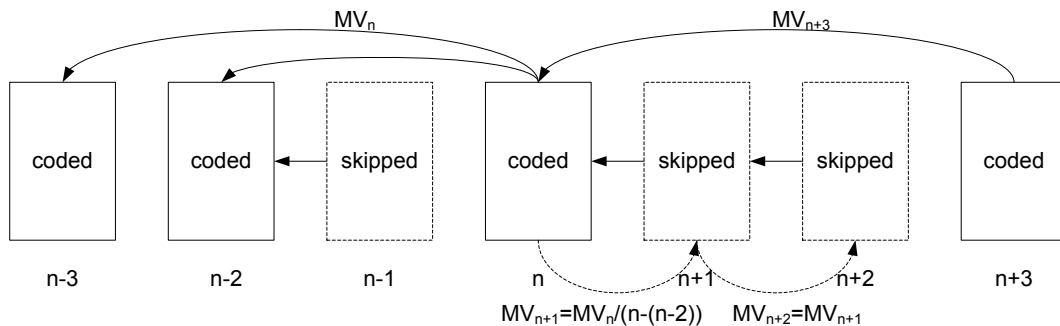 MVₙ MVₙ₊₃
coded coded skipped coded skipped skipped coded
n-3 n-2 n-1 n n+1 n+2 n+3
MVₙ₊₁=MVₙ/(n-(n-2)) MVₙ₊₂=MVₙ₊₁